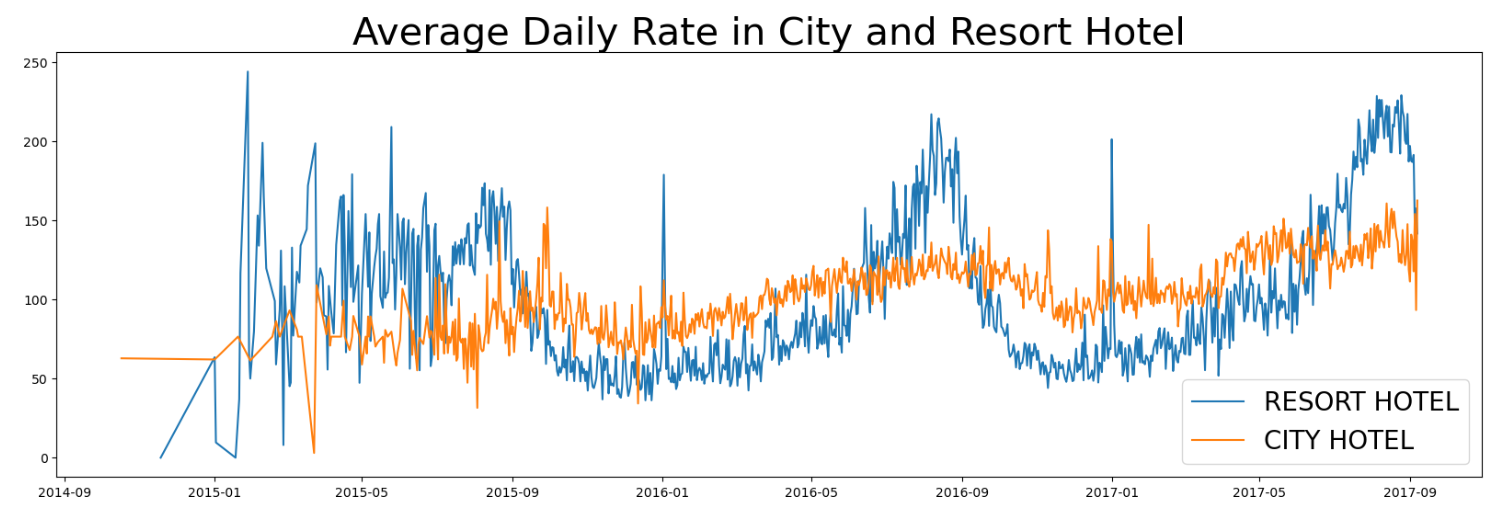 Average Daily Rate in City and Resort Hotel
250
200
150
100
50
0
2014-09 2015-01 2015-05 2015-09 2016-01 2016-05 2016-09 2017-01 2017-05 2017-09
RESORT HOTEL
CITY HOTEL